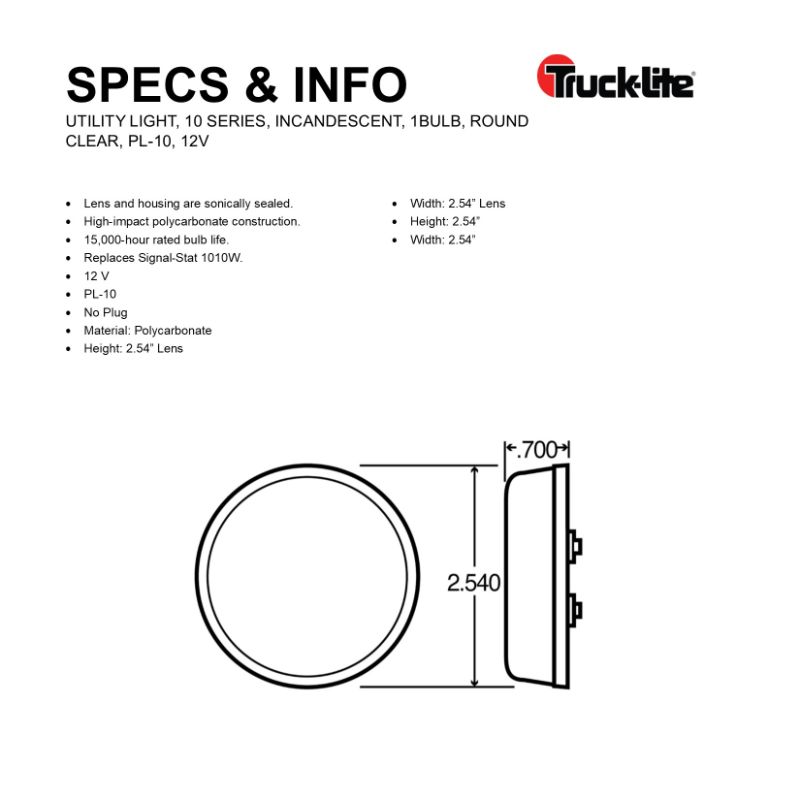 SPECS & INFO
Truck-Lite®
UTILITY LIGHT, 10 SERIES, INCANDESCENT, 1BULB, ROUND
CLEAR, PL-10, 12V
• Lens and housing are sonically sealed.
• High-impact polycarbonate construction.
• 15,000-hour rated bulb life.
• Replaces Signal-Stat 1010W.
• 12 V
• PL-10
• No Plug
• Material: Polycarbonate
• Height: 2.54” Lens
• Width: 2.54” Lens
• Height: 2.54”
• Width: 2.54”
.700
2.540